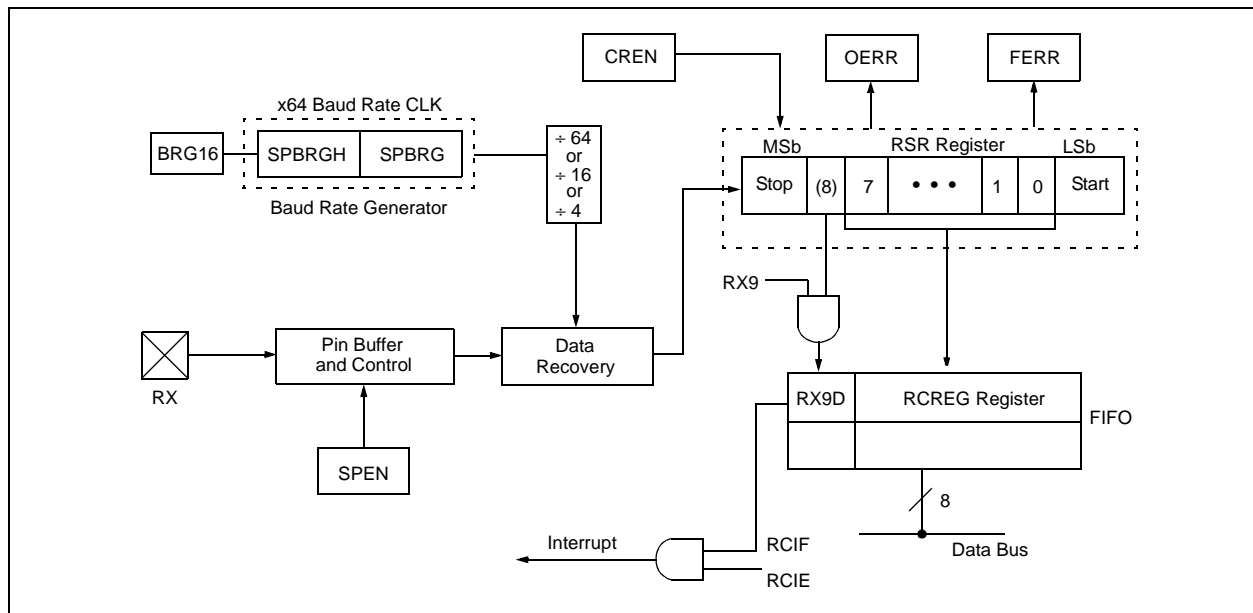 CREN
OERR
FERR
x64 Baud Rate CLK
BRG16
SPBRGH
SPBRG
Baud Rate Generator
÷ 64
or
÷ 16
or
÷ 4
MSb
RSR Register
LSb
Stop
(8)
7
• • •
1
0
Start
RX9
RX
Pin Buffer
and Control
Data
Recovery
SPEN
RX9D
RCREG Register
FIFO
8
Data Bus
Interrupt
RCIF
RCIE